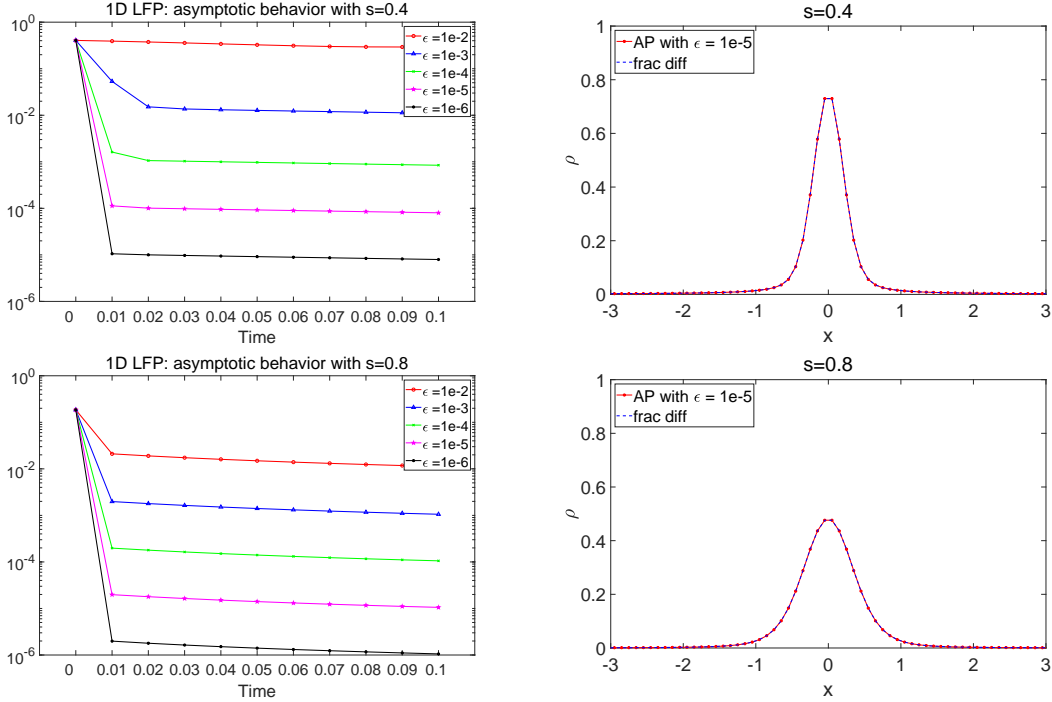 1D LFP: asymptotic behavior with s=0.4
10^0
10^-2
10^-4
10^-6
ϵ =1e-2
ϵ =1e-3
ϵ =1e-4
ϵ =1e-5
ϵ =1e-6
0 0.01 0.02 0.03 0.04 0.05 0.06 0.07 0.08 0.09 0.1
Time
s=0.4
1
0.8
0.6
0.4
0.2
0
ρ
AP with ϵ = 1e-5
frac diff
-3 -2 -1 0 1 2 3
x
1D LFP: asymptotic behavior with s=0.8
10^0
10^-2
10^-4
10^-6
ϵ =1e-2
ϵ =1e-3
ϵ =1e-4
ϵ =1e-5
ϵ =1e-6
0 0.01 0.02 0.03 0.04 0.05 0.06 0.07 0.08 0.09 0.1
Time
s=0.8
1
0.8
0.6
0.4
0.2
0
ρ
AP with ϵ = 1e-5
frac diff
-3 -2 -1 0 1 2 3
x